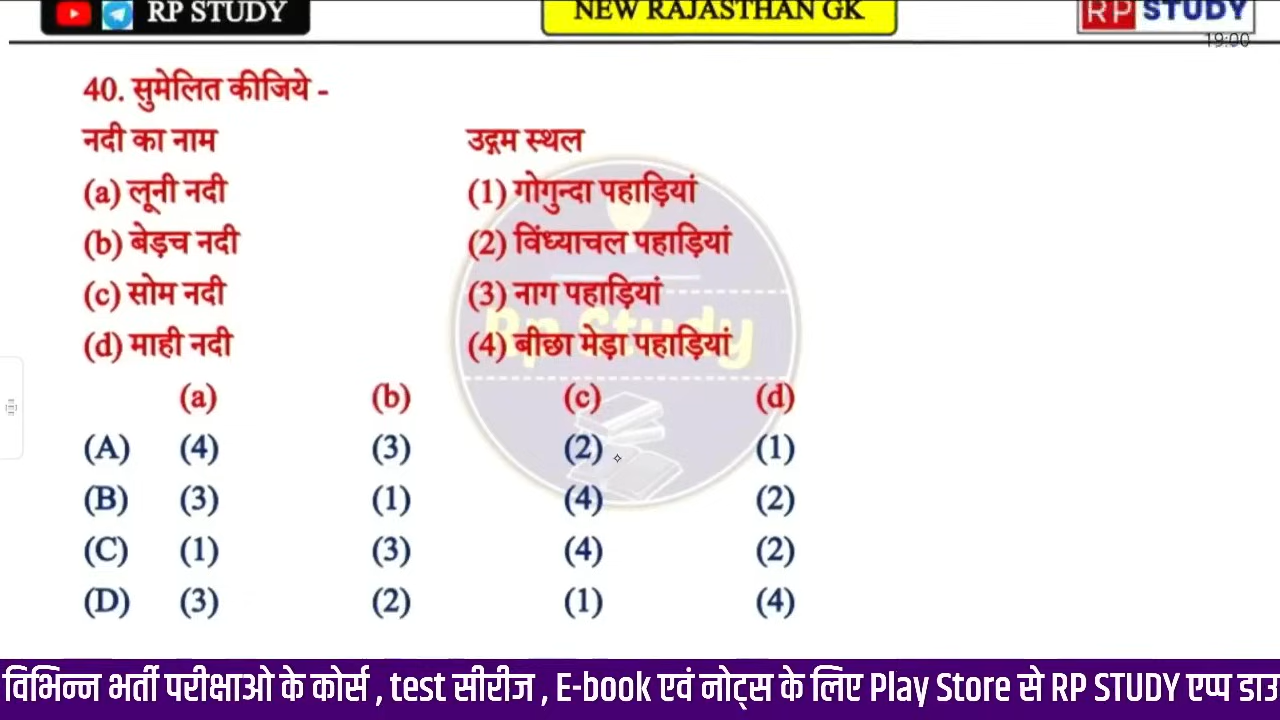 RP STUDY
NEW RAJASTHAN GK
RP STUDY
19:00
40. सुमेलित कीजिये -
नदी का नाम उद्गम स्थल
(a) लूनी नदी (1) गोगुन्दा पहाड़ियां
(b) बेड़च नदी (2) विंध्याचल पहाड़ियां
(c) सोम नदी (3) नाग पहाड़ियां
(d) माही नदी (4) बीछा मेड़ा पहाड़ियां
Rp Study
(a) (b) (c) (d)
(A) (4) (3) (2) (1)
(B) (3) (1) (4) (2)
(C) (1) (3) (4) (2)
(D) (3) (2) (1) (4)
विभिन्न भर्ती परीक्षाओ के कोर्स , test सीरीज , E-book एवं नोट्स के लिए Play Store से RP STUDY एप्प डाउ